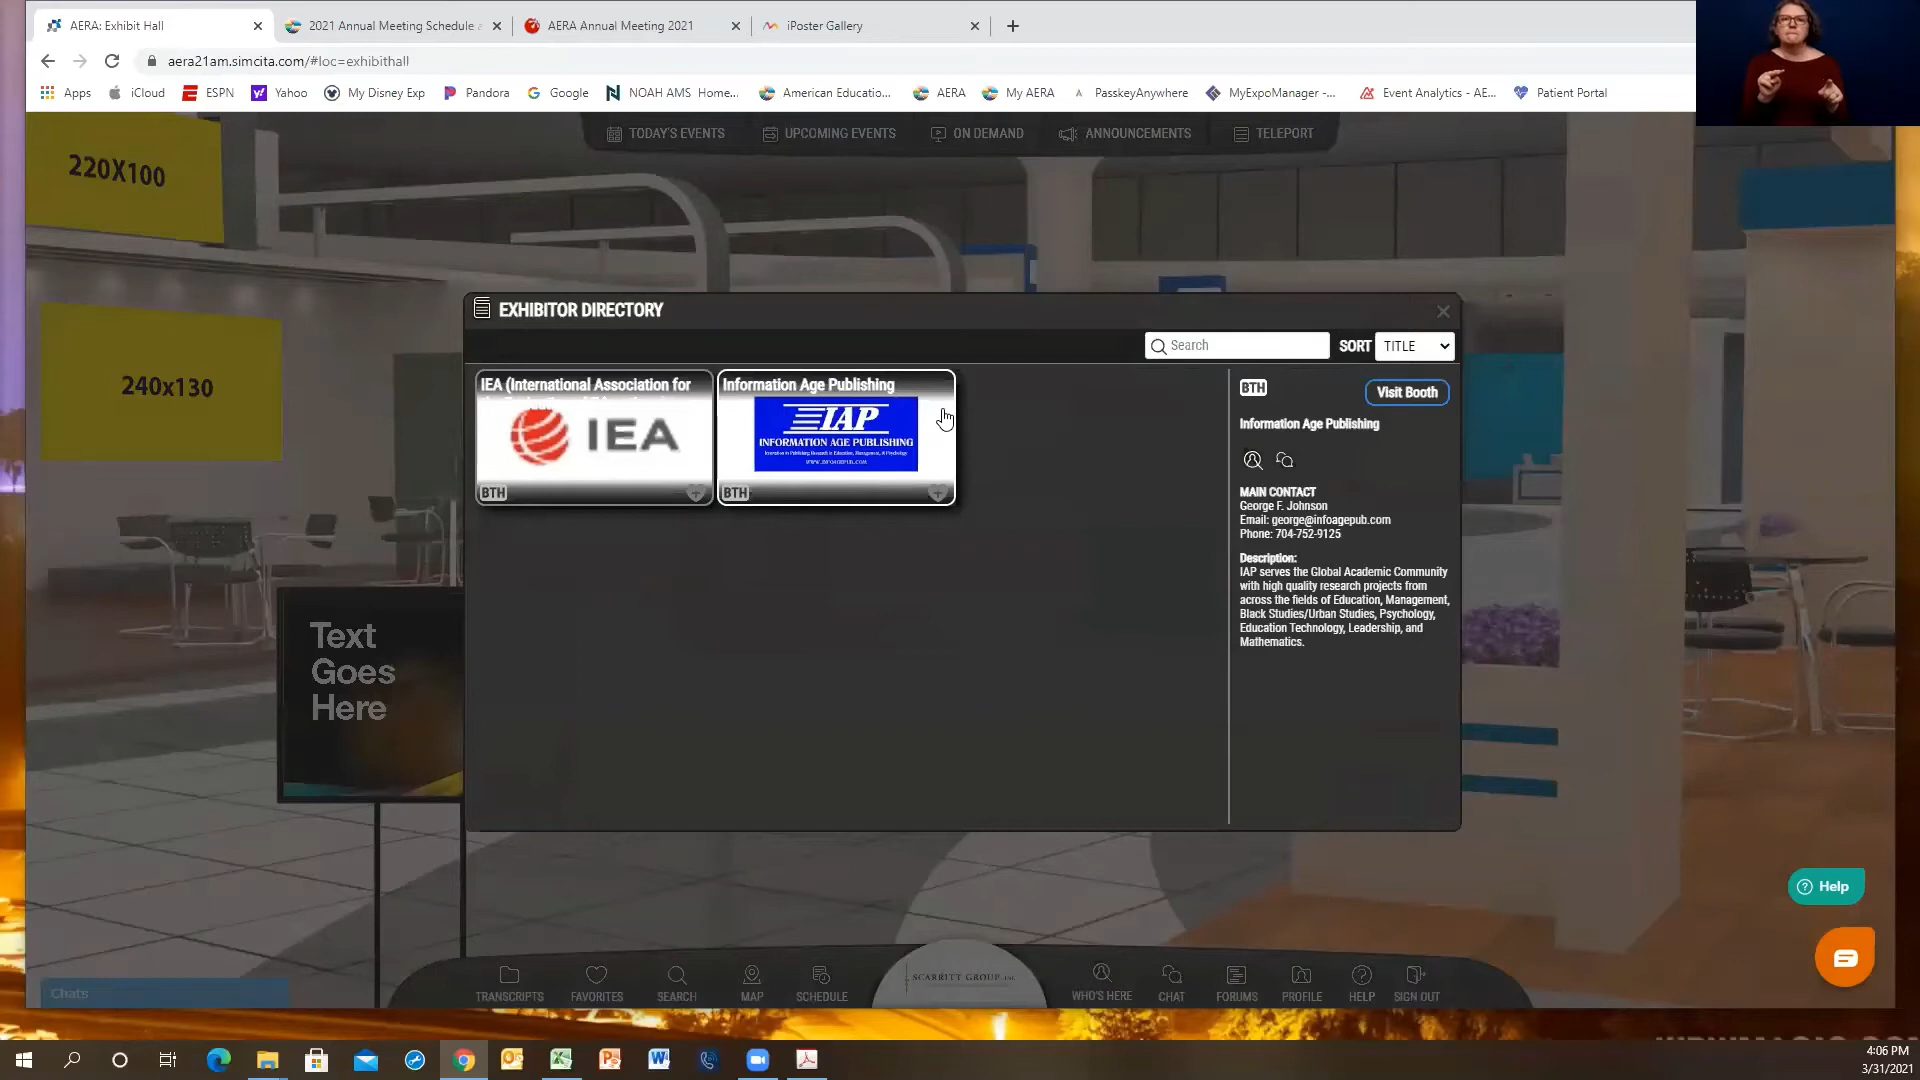 AERA: Exhibit Hall
2021 Annual Meeting Schedule
AERA Annual Meeting 2021
iPoster Gallery
aera21am.simcita.com/#loc=exhibithall
Apps iCloud ESPN Yahoo My Disney Exp Pandora Google NOAH AMS Home... American Educatio... AERA My AERA PasskeyAnywhere MyExpoManager -... Event Analytics - AE... Patient Portal
TODAY'S EVENTS UPCOMING EVENTS ON DEMAND ANNOUNCEMENTS TELEPORT
220X100
240x130
Text
Goes
Here
EXHIBITOR DIRECTORY
Search SORT TITLE
IEA (International Association for
IEA
BTH
Information Age Publishing
IAP
INFORMATION AGE PUBLISHING
WWW.INFOAGEPUB.COM
BTH
BTH Visit Booth
Information Age Publishing
MAIN CONTACT
George F. Johnson
Email: george@infoagepub.com
Phone: 704-752-9125
Description:
IAP serves the Global Academic Community
with high quality research projects from
across the fields of Education, Management,
Black Studies/Urban Studies, Psychology,
Education Technology, Leadership, and
Mathematics.
Help
Chats
TRANSCRIPTS FAVORITES SEARCH MAP SCHEDULE
SCARRITT GROUP, INC.
WHO'S HERE CHAT FORUMS PROFILE HELP SIGN OUT
4:06 PM
3/31/2021